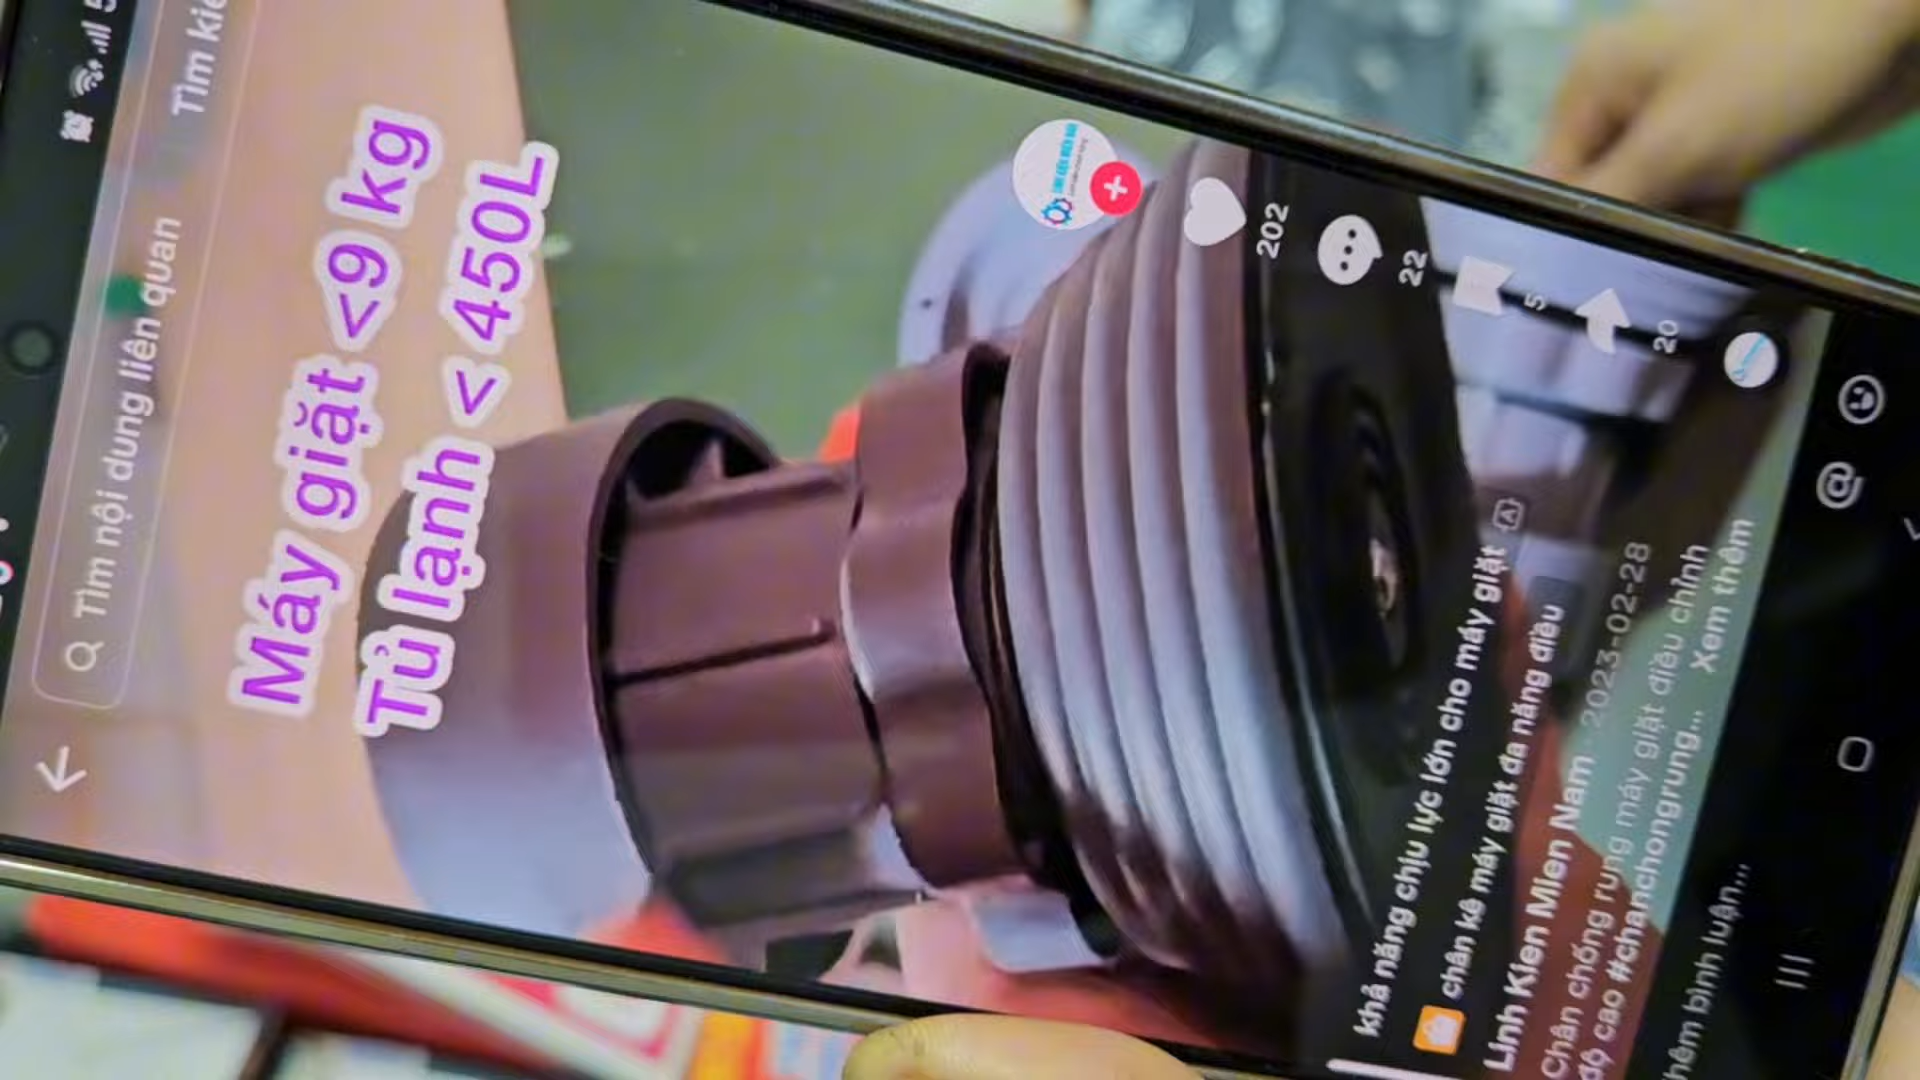 Tìm nội dung liên quan
Tìm kiế
Máy giặt <9 kg
Tủ lạnh < 450L
202
22
5
20
khả năng chịu lực lớn cho máy giặt
chân kê máy giặt đa năng điều
Linh Kien Mien Nam · 2023-02-28
Chân chống rung máy giặt điều chỉnh
độ cao #chanchongrung... Xem thêm
hêm bình luận...